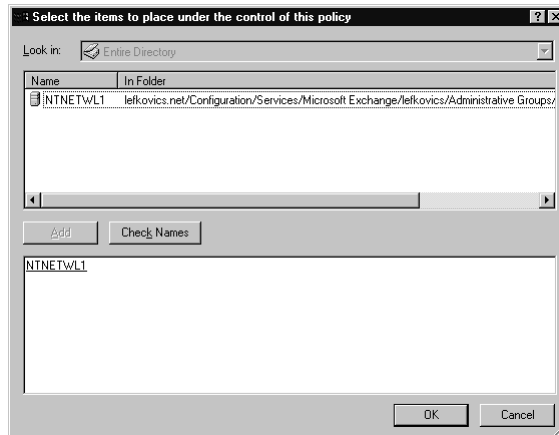 Select the items to place under the control of this policy
Look in: Entire Directory
Name In Folder
NTNETWL1 lefkovics.net/Configuration/Services/Microsoft Exchange/lefkovics/Administrative Groups/
Add Check Names
NTNETWL1
OK Cancel